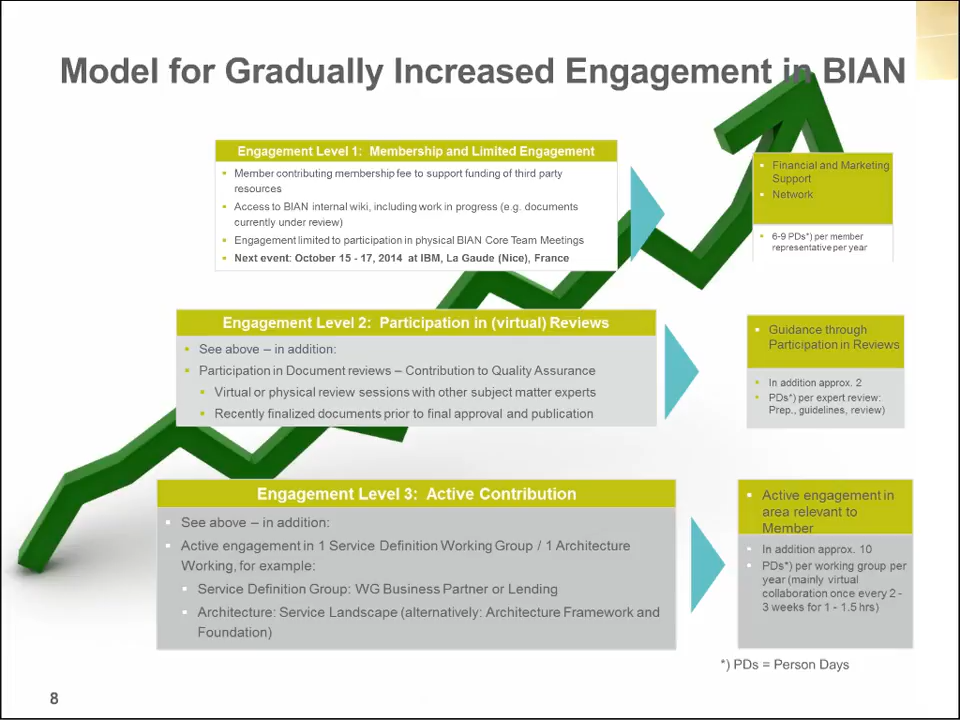 Model for Gradually Increased Engagement in BIAN
Engagement Level 1: Membership and Limited Engagement
▪ Member contributing membership fee to support funding of third party
resources
▪ Access to BIAN internal wiki, including work in progress (e.g. documents
currently under review)
▪ Engagement limited to participation in physical BIAN Core Team Meetings
▪ Next event: October 15 - 17, 2014 at IBM, La Gaude (Nice), France
▪ Financial and Marketing
Support
▪ Network
▪ 6-9 PDs*) per member
representative per year
Engagement Level 2: Participation in (virtual) Reviews
▪ See above – in addition:
▪ Participation in Document reviews – Contribution to Quality Assurance
▪ Virtual or physical review sessions with other subject matter experts
▪ Recently finalized documents prior to final approval and publication
▪ Guidance through
Participation in Reviews
▪ In addition approx. 2
▪ PDs*) per expert review:
Prep., guidelines, review)
Engagement Level 3: Active Contribution
▪ See above – in addition:
▪ Active engagement in 1 Service Definition Working Group / 1 Architecture
Working, for example:
▪ Service Definition Group: WG Business Partner or Lending
▪ Architecture: Service Landscape (alternatively: Architecture Framework and
Foundation)
▪ Active engagement in
area relevant to
Member
▪ In addition approx. 10
▪ PDs*) per working group per
year (mainly virtual
collaboration once every 2 -
3 weeks for 1 - 1.5 hrs)
*) PDs = Person Days
8